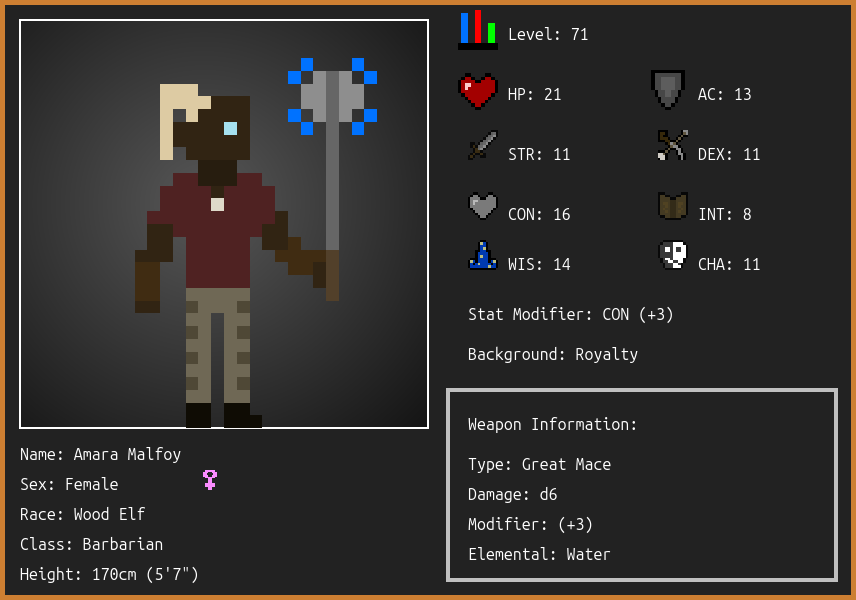 Level: 71
HP: 21
AC: 13
STR: 11
DEX: 11
CON: 16
INT: 8
WIS: 14
CHA: 11
Stat Modifier: CON (+3)
Background: Royalty
Weapon Information:
Type: Great Mace
Damage: d6
Modifier: (+3)
Elemental: Water
Name: Amara Malfoy
Sex: Female
Race: Wood Elf
Class: Barbarian
Height: 170cm (5'7")